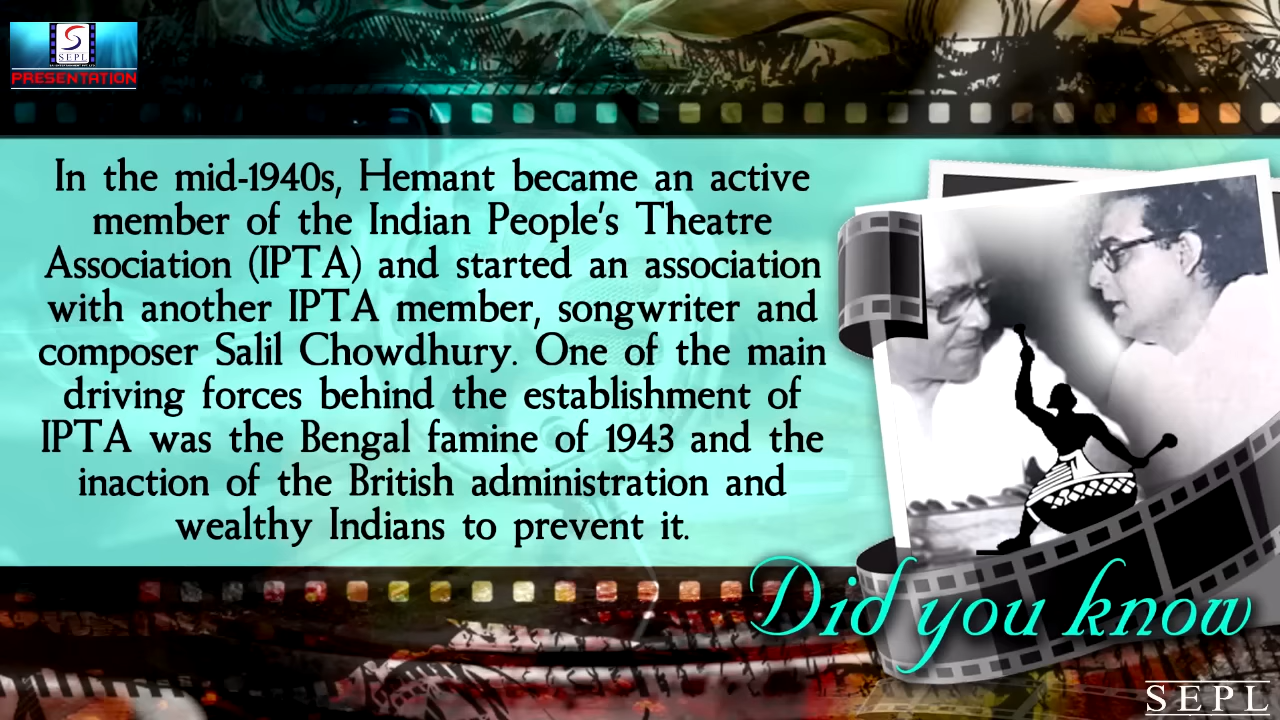 SEPL
PRESENTATION
In the mid-1940s, Hemant became an active
member of the Indian People's Theatre
Association (IPTA) and started an association
with another IPTA member, songwriter and
composer Salil Chowdhury. One of the main
driving forces behind the establishment of
IPTA was the Bengal famine of 1943 and the
inaction of the British administration and
wealthy Indians to prevent it.
Did you know
SEPL